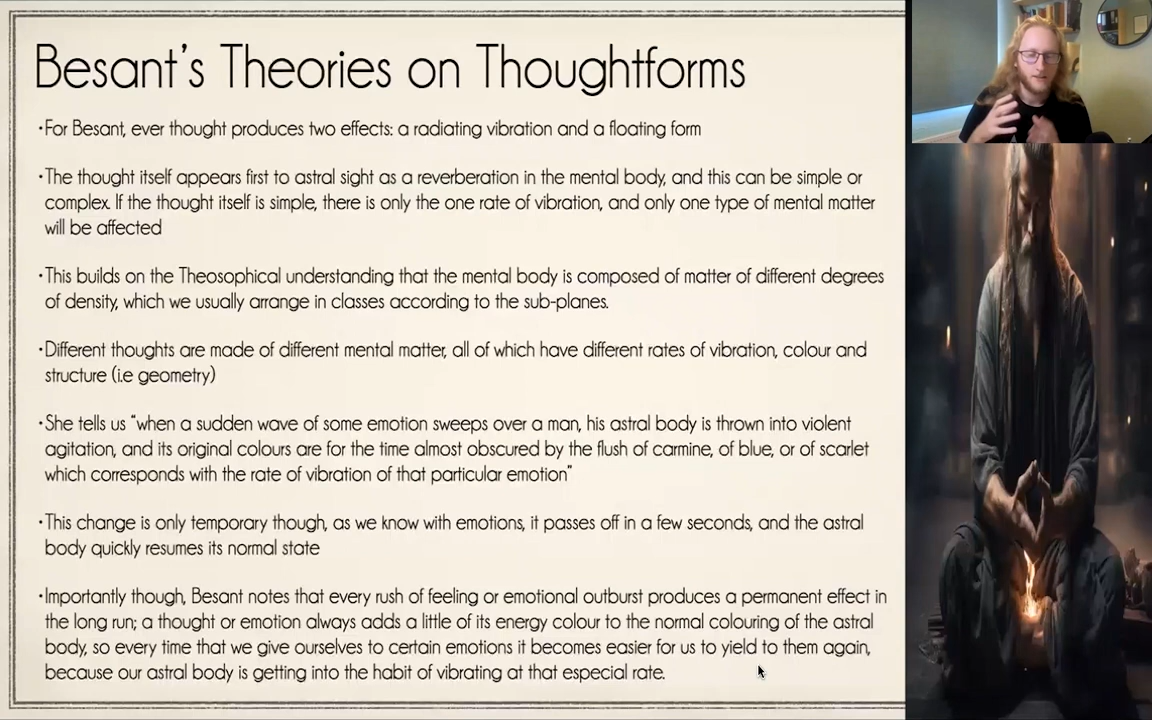 Besant's Theories on Thoughtforms
•For Besant, ever thought produces two effects: a radiating vibration and a floating form
•The thought itself appears first to astral sight as a reverberation in the mental body, and this can be simple or
complex. If the thought itself is simple, there is only the one rate of vibration, and only one type of mental matter
will be affected
•This builds on the Theosophical understanding that the mental body is composed of matter of different degrees
of density, which we usually arrange in classes according to the sub-planes.
•Different thoughts are made of different mental matter, all of which have different rates of vibration, colour and
structure (i.e geometry)
•She tells us "when a sudden wave of some emotion sweeps over a man, his astral body is thrown into violent
agitation, and its original colours are for the time almost obscured by the flush of carmine, of blue, or of scarlet
which corresponds with the rate of vibration of that particular emotion"
•This change is only temporary though, as we know with emotions, it passes off in a few seconds, and the astral
body quickly resumes its normal state
•Importantly though, Besant notes that every rush of feeling or emotional outburst produces a permanent effect in
the long run; a thought or emotion always adds a little of its energy colour to the normal colouring of the astral
body, so every time that we give ourselves to certain emotions it becomes easier for us to yield to them again,
because our astral body is getting into the habit of vibrating at that especial rate.